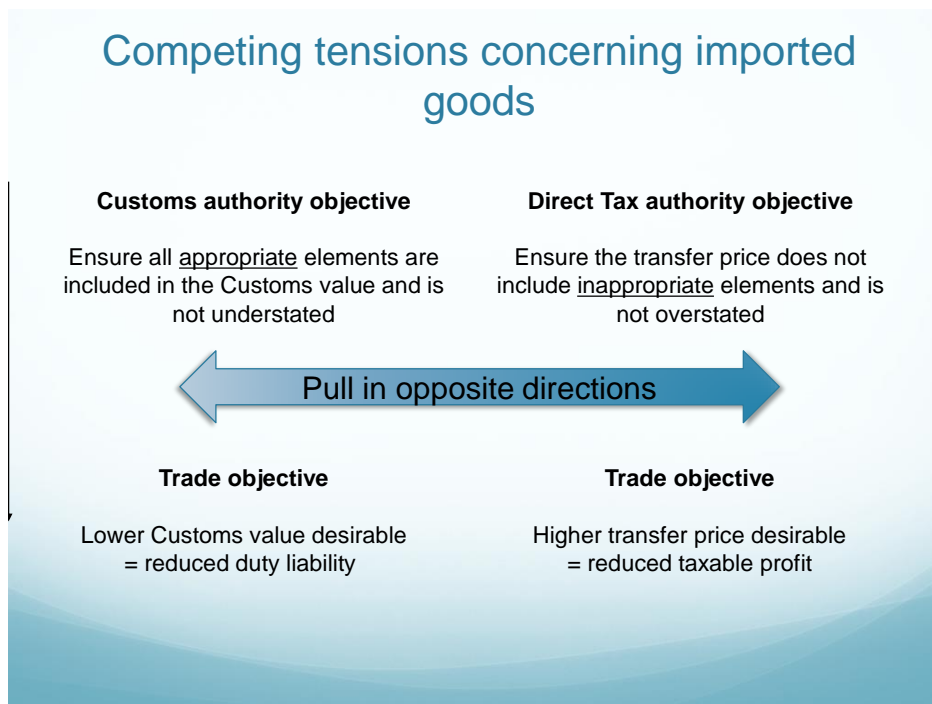 Competing tensions concerning imported
goods
Customs authority objective
Ensure all appropriate elements are
included in the Customs value and is
not understated
Direct Tax authority objective
Ensure the transfer price does not
include inappropriate elements and is
not overstated
Pull in opposite directions
Trade objective
Lower Customs value desirable
= reduced duty liability
Trade objective
Higher transfer price desirable
= reduced taxable profit